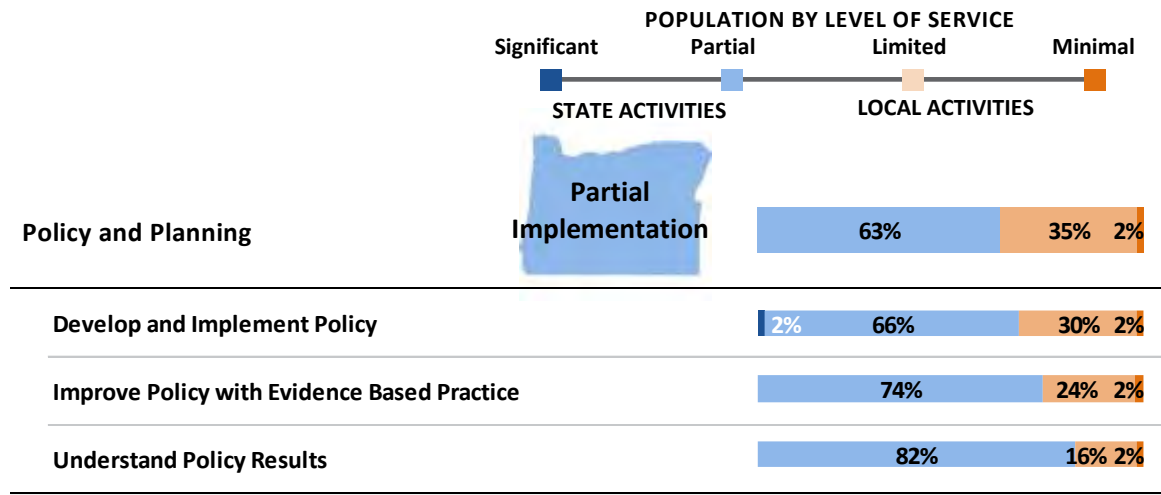 POPULATION BY LEVEL OF SERVICE
Significant Partial Limited Minimal
STATE ACTIVITIES LOCAL ACTIVITIES
Partial
Implementation
Policy and Planning 63% 35% 2%
Develop and Implement Policy 2% 66% 30% 2%
Improve Policy with Evidence Based Practice 74% 24% 2%
Understand Policy Results 82% 16% 2%